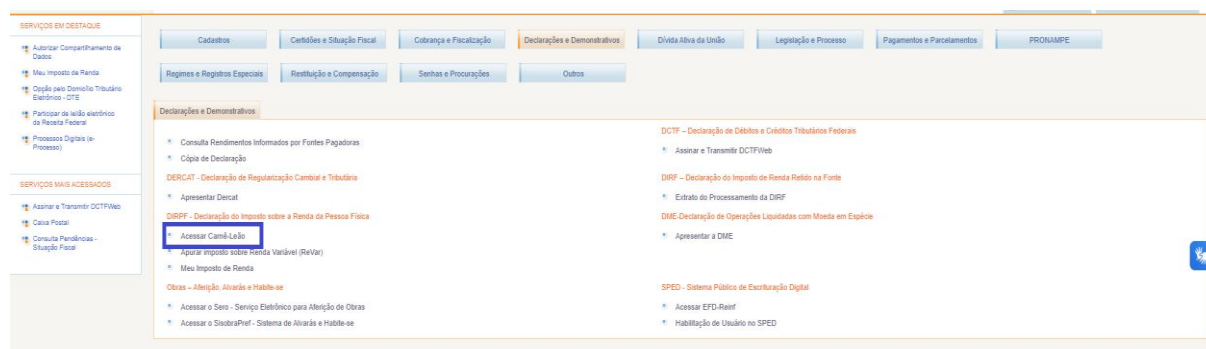 SERVIÇOS EM DESTAQUE
Autorizar Compartilhamento de
Dados
Meu Imposto de Renda
Opção pelo Domicílio Tributário
Eletrônico - DTE
Participar de leilão eletrônico
da Receita Federal
Processos Digitais (e-
Processo)
SERVIÇOS MAIS ACESSADOS
Assinar e Transmitir DCTFWeb
Caixa Postal
Consulta Pendências -
Situação Fiscal
Cadastros
Certidões e Situação Fiscal
Cobrança e Fiscalização
Declarações e Demonstrativos
Dívida Ativa da União
Legislação e Processo
Pagamentos e Parcelamentos
PRONAMPE
Regimes e Registros Especiais
Restituição e Compensação
Senhas e Procurações
Outros
Declarações e Demonstrativos
Consulta Rendimentos Informados por Fontes Pagadoras
Cópia de Declaração
DERCAT - Declaração de Regularização Cambial e Tributária
Apresentar Dercat
DIRPF - Declaração do Imposto sobre a Renda da Pessoa Física
Acessar Carnê-Leão
Apurar imposto sobre Renda Variável (ReVar)
Meu Imposto de Renda
Obras – Aferição, Alvarás e Habite-se
Acessar o Sero - Serviço Eletrônico para Aferição de Obras
Acessar o SisobraPref - Sistema de Alvarás e Habite-se
DCTF – Declaração de Débitos e Créditos Tributários Federais
Assinar e Transmitir DCTFWeb
DIRF – Declaração do Imposto de Renda Retido na Fonte
Extrato do Processamento da DIRF
DME-Declaração de Operações Liquidadas com Moeda em Espécie
Apresentar a DME
SPED - Sistema Público de Escrituração Digital
Acessar EFD-Reinf
Habilitação de Usuário no SPED